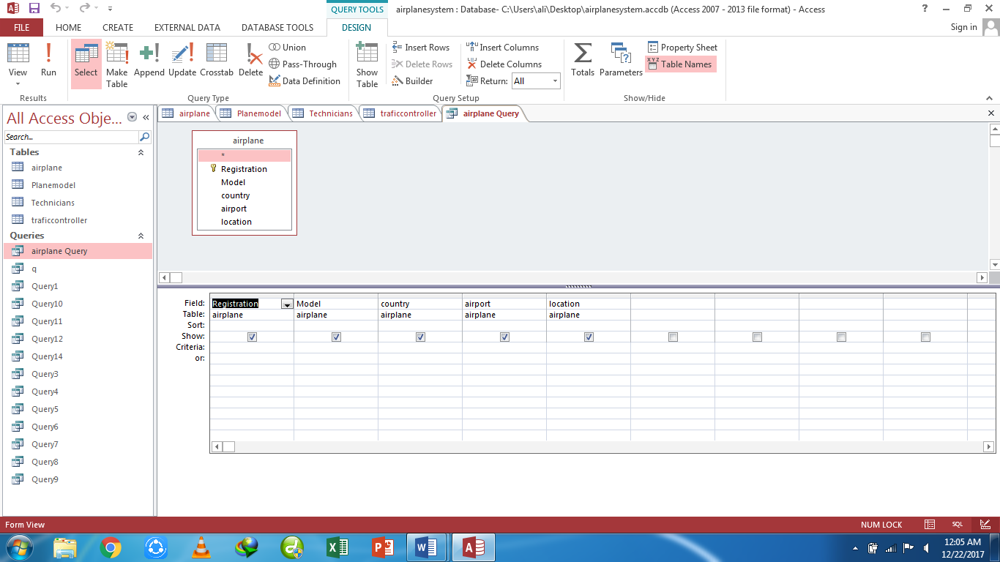 QUERY TOOLS
airplanesystem : Database- C:\Users\ali\Desktop\airplanesystem.accdb (Access 2007 - 2013 file format) - Access
?
FILE HOME CREATE EXTERNAL DATA DATABASE TOOLS DESIGN Sign in
View
Run
Select
Make Table
Append
Update
Crosstab
Delete
Union
Pass-Through
Data Definition
Show Table
Insert Rows
Delete Rows
Builder
Insert Columns
Delete Columns
Return: All
Totals
Parameters
Property Sheet
XYZ Table Names
Results Query Type Query Setup Show/Hide
All Access Obje...
Search...
Tables
airplane
Planemodel
Technicians
traficcontroller
Queries
airplane Query
q
Query1
Query10
Query11
Query12
Query14
Query3
Query4
Query5
Query6
Query7
Query8
Query9
airplane Planemodel Technicians traficcontroller airplane Query
airplane
*
Registration
Model
country
airport
location
Field: Registration Model country airport location
Table: airplane airplane airplane airplane airplane
Sort:
Show:
Criteria:
or:
Form View NUM LOCK SQL
12:05 AM
12/22/2017